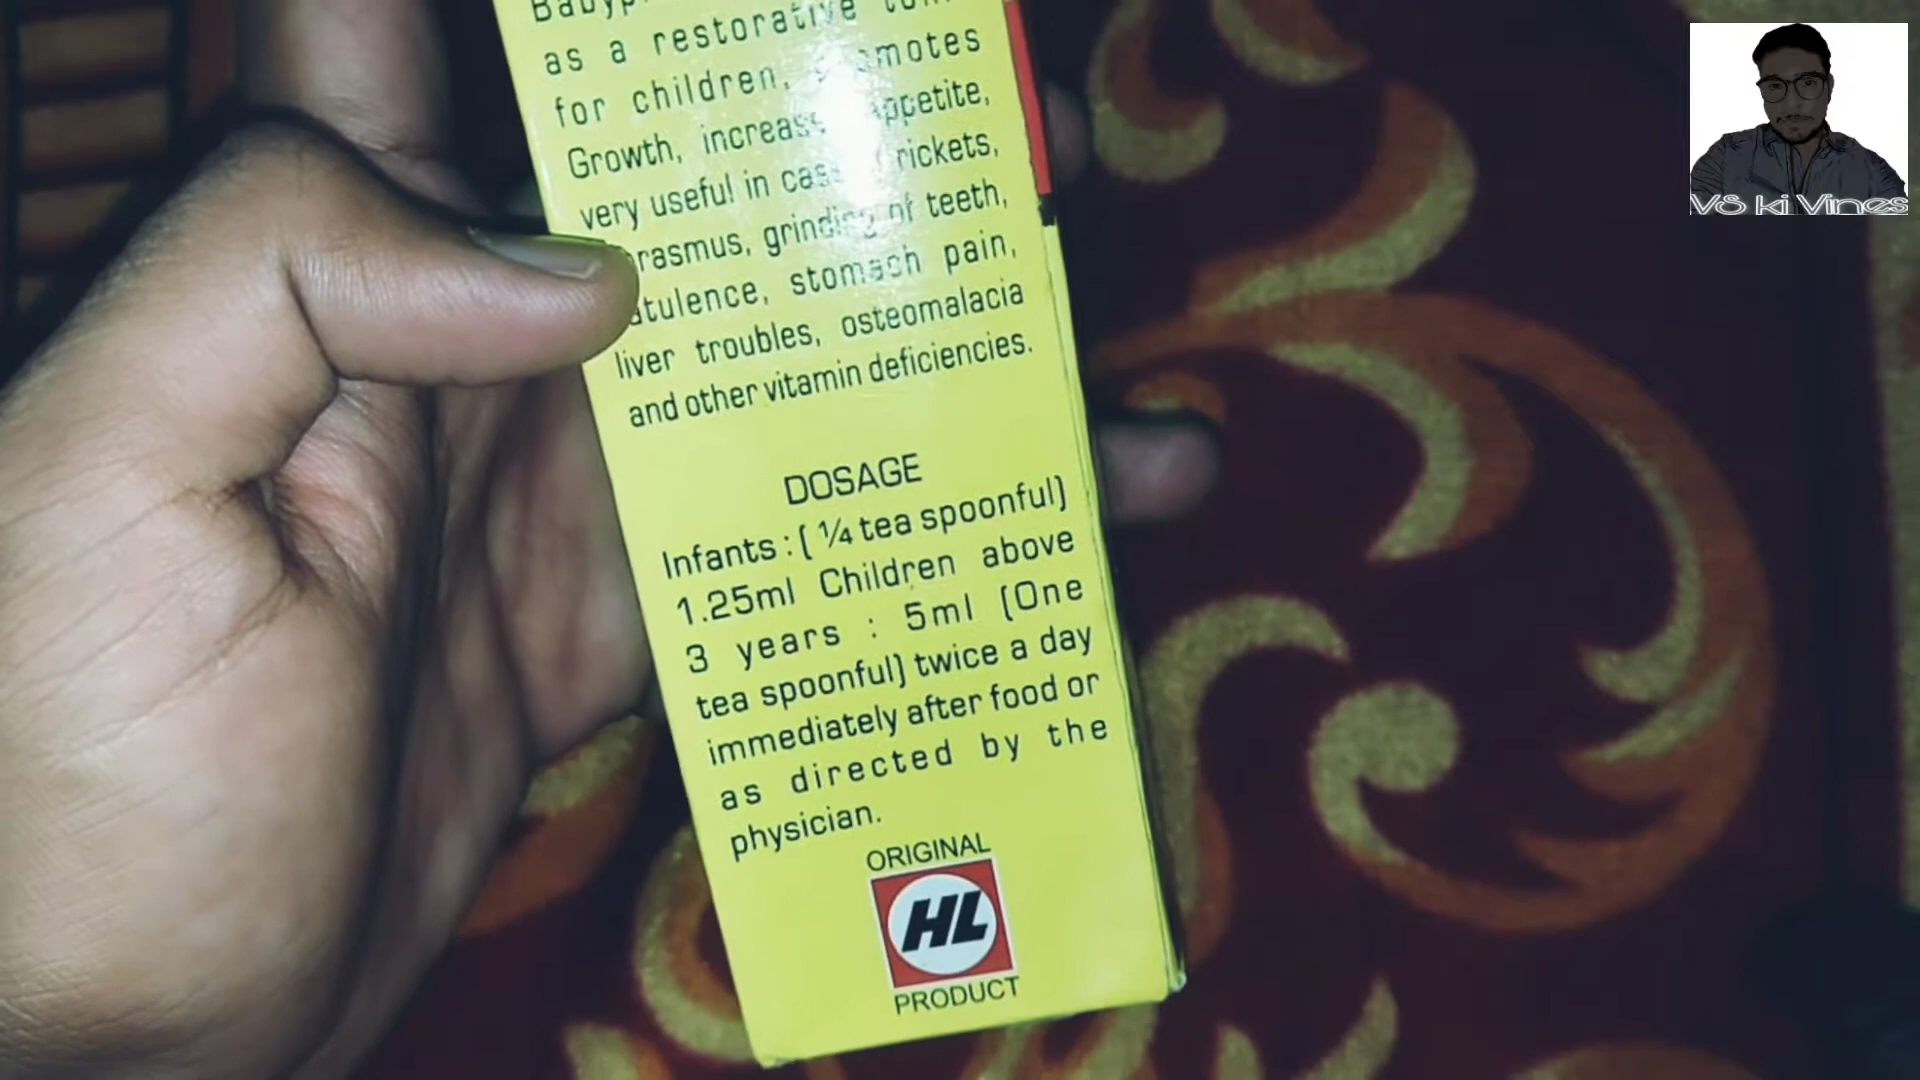 as a restorative
for children,
Growth, appetite,
very useful in rickets,
grinding of teeth,
stomach pain,
liver troubles, osteomalacia
and other vitamin deficiencies.
DOSAGE
Infants : ( ¼ tea spoonful)
1.25ml Children above
3 years : 5ml (One
tea spoonful) twice a day
immediately after food or
as directed by the
physician.
ORIGINAL
HL
PRODUCT
V8 ki Vines